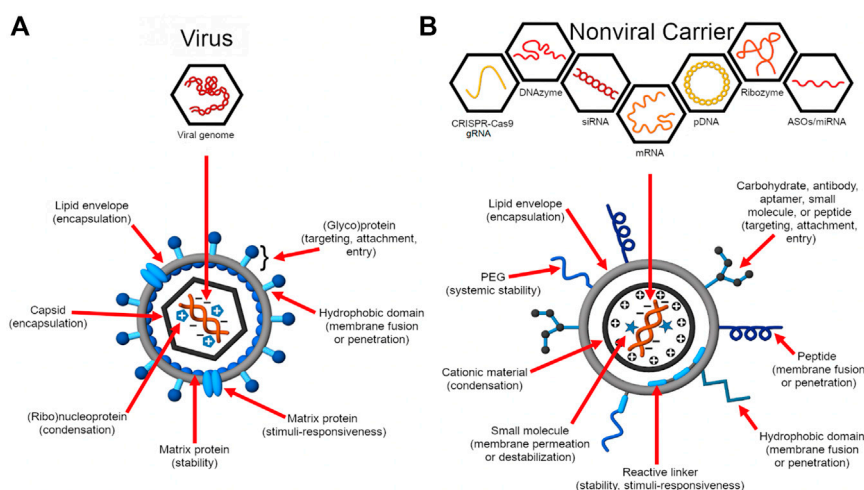 A
Virus
Viral genome
Lipid envelope
(encapsulation)
(Glyco)protein
(targeting, attachment,
entry)
Capsid
(encapsulation)
Hydrophobic domain
(membrane fusion
or penetration)
(Ribo)nucleoprotein
(condensation)
Matrix protein
(stability)
Matrix protein
(stimuli-responsiveness)
B
Nonviral Carrier
CRISPR-Cas9
gRNA
DNAzyme
siRNA
mRNA
pDNA
Ribozyme
ASOs/miRNA
Lipid envelope
(encapsulation)
Carbohydrate, antibody,
aptamer, small
molecule, or peptide
(targeting, attachment,
entry)
PEG
(systemic stability)
Cationic material
(condensation)
Peptide
(membrane fusion
or penetration)
Small molecule
(membrane permeation
or destabilization)
Reactive linker
(stability, stimuli-responsiveness)
Hydrophobic domain
(membrane fusion
or penetration)